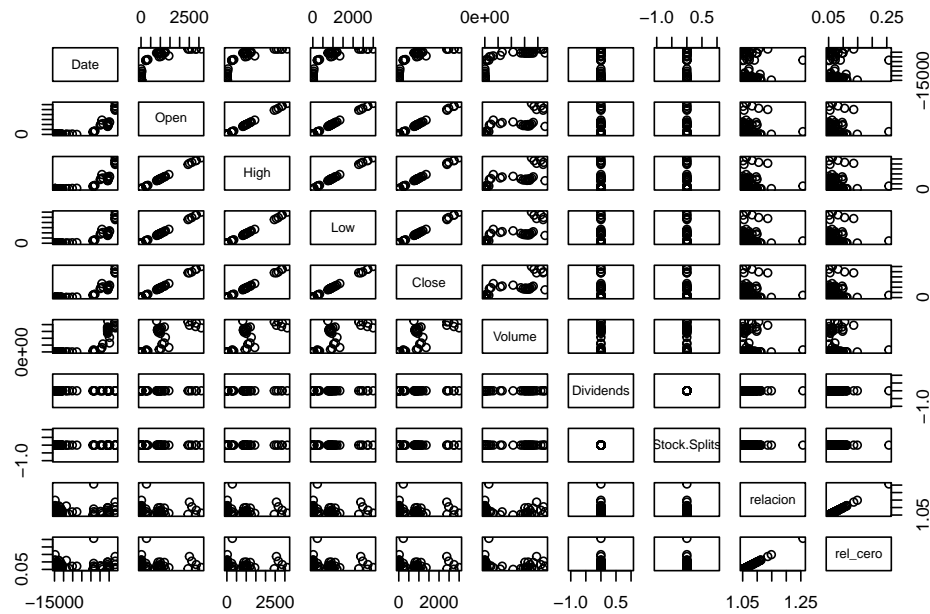 0 2500 0 2000 0e+00 −1.0 0.5 0.05 0.25
Date
−15000
0
Open
High
0
0
Low
Close
0
0e+00
Volume
Dividends
−1.0
−1.0
Stock.Splits
relacion
1.05
0.05
rel_cero
−15000 0 2500 0 2000 −1.0 0.5 1.05 1.25